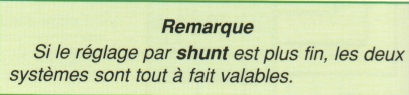 Remarque
Si le réglage par shunt est plus fin, les deux
systèmes sont tout à fait valables.